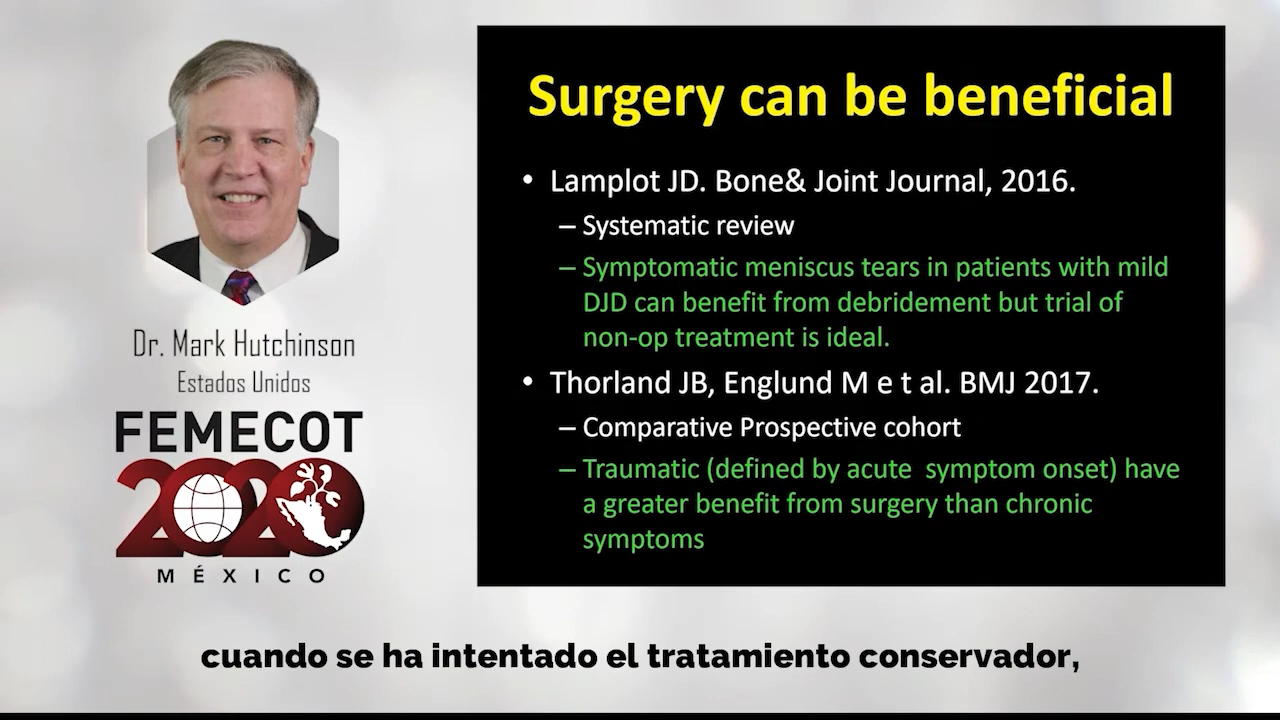 Surgery can be beneficial
• Lamplot JD. Bone& Joint Journal, 2016.
– Systematic review
– Symptomatic meniscus tears in patients with mild
DJD can benefit from debridement but trial of
non-op treatment is ideal.
• Thorland JB, Englund M e t al. BMJ 2017.
– Comparative Prospective cohort
– Traumatic (defined by acute  symptom onset) have
a greater benefit from surgery than chronic
symptoms
Dr. Mark Hutchinson
Estados Unidos
FEMECOT
2020
MÉXICO
cuando se ha intentado el tratamiento conservador,